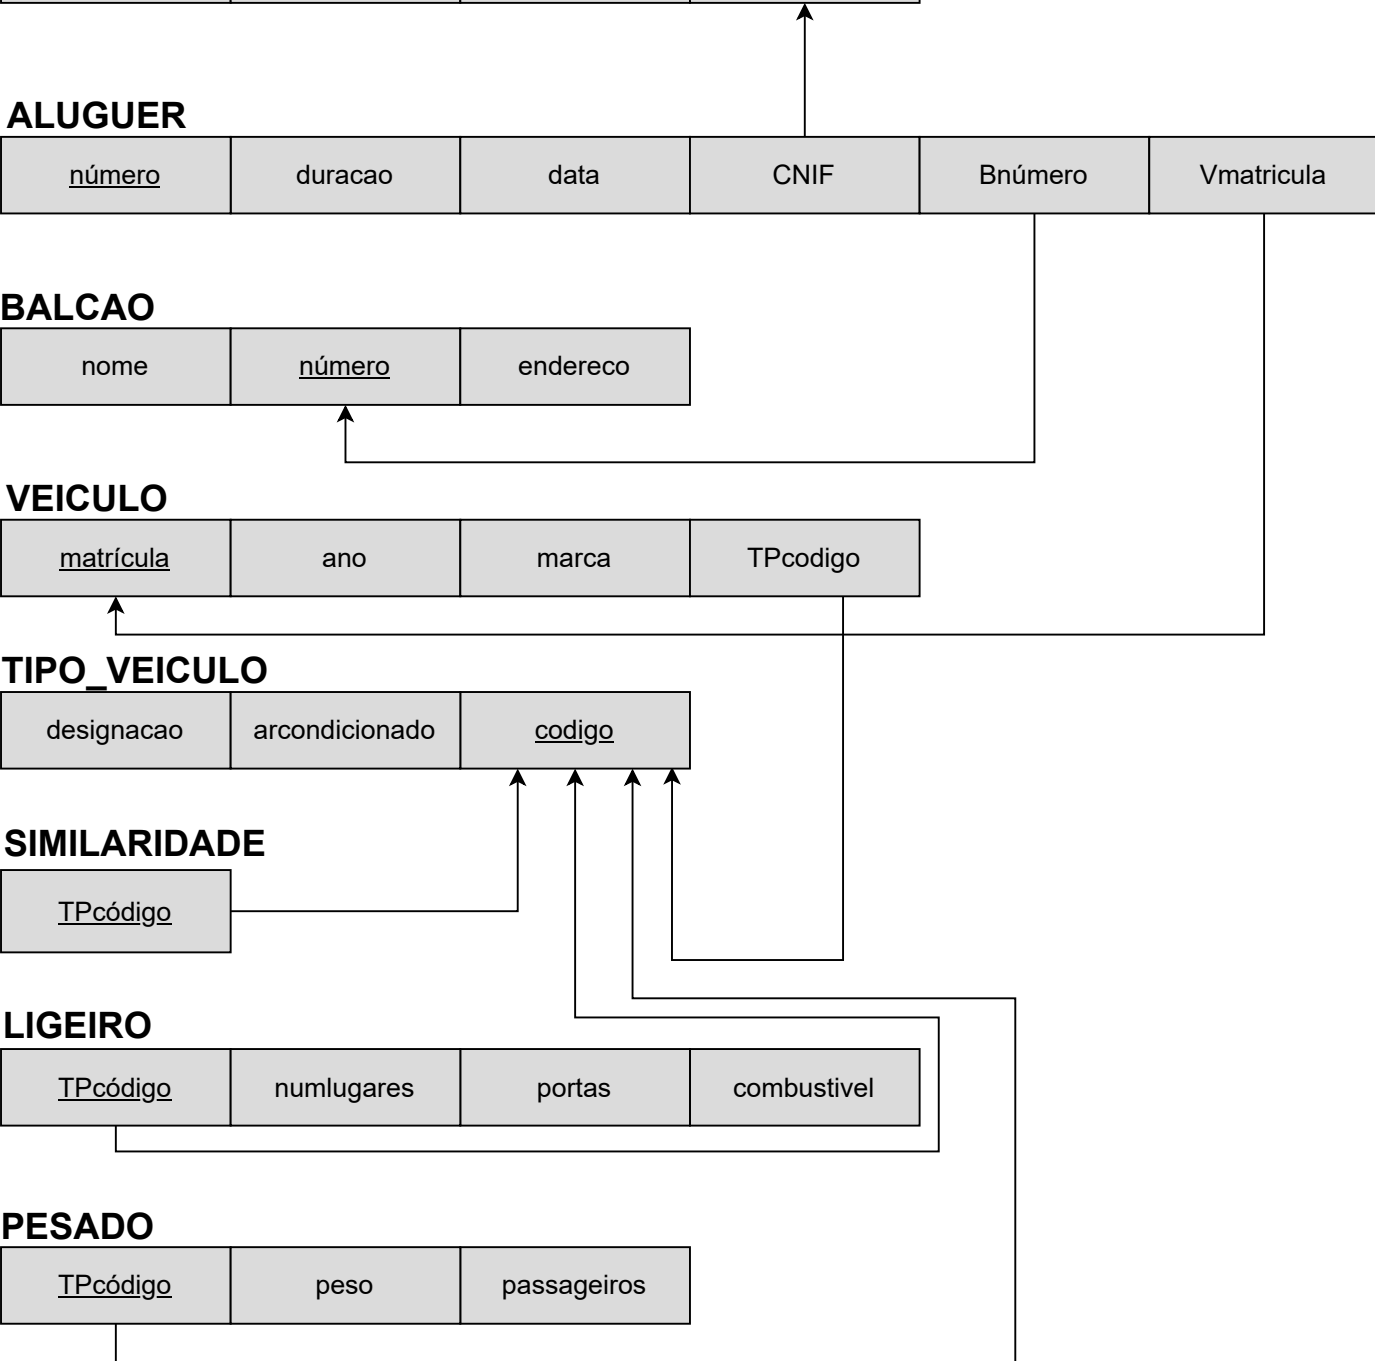 ALUGUER
número duracao data CNIF Bnúmero Vmatricula
BALCAO
nome número endereco
VEICULO
matrícula ano marca TPcodigo
TIPO_VEICULO
designacao arcondicionado codigo
SIMILARIDADE
TPcódigo
LIGEIRO
TPcódigo numlugares portas combustivel
PESADO
TPcódigo peso passageiros